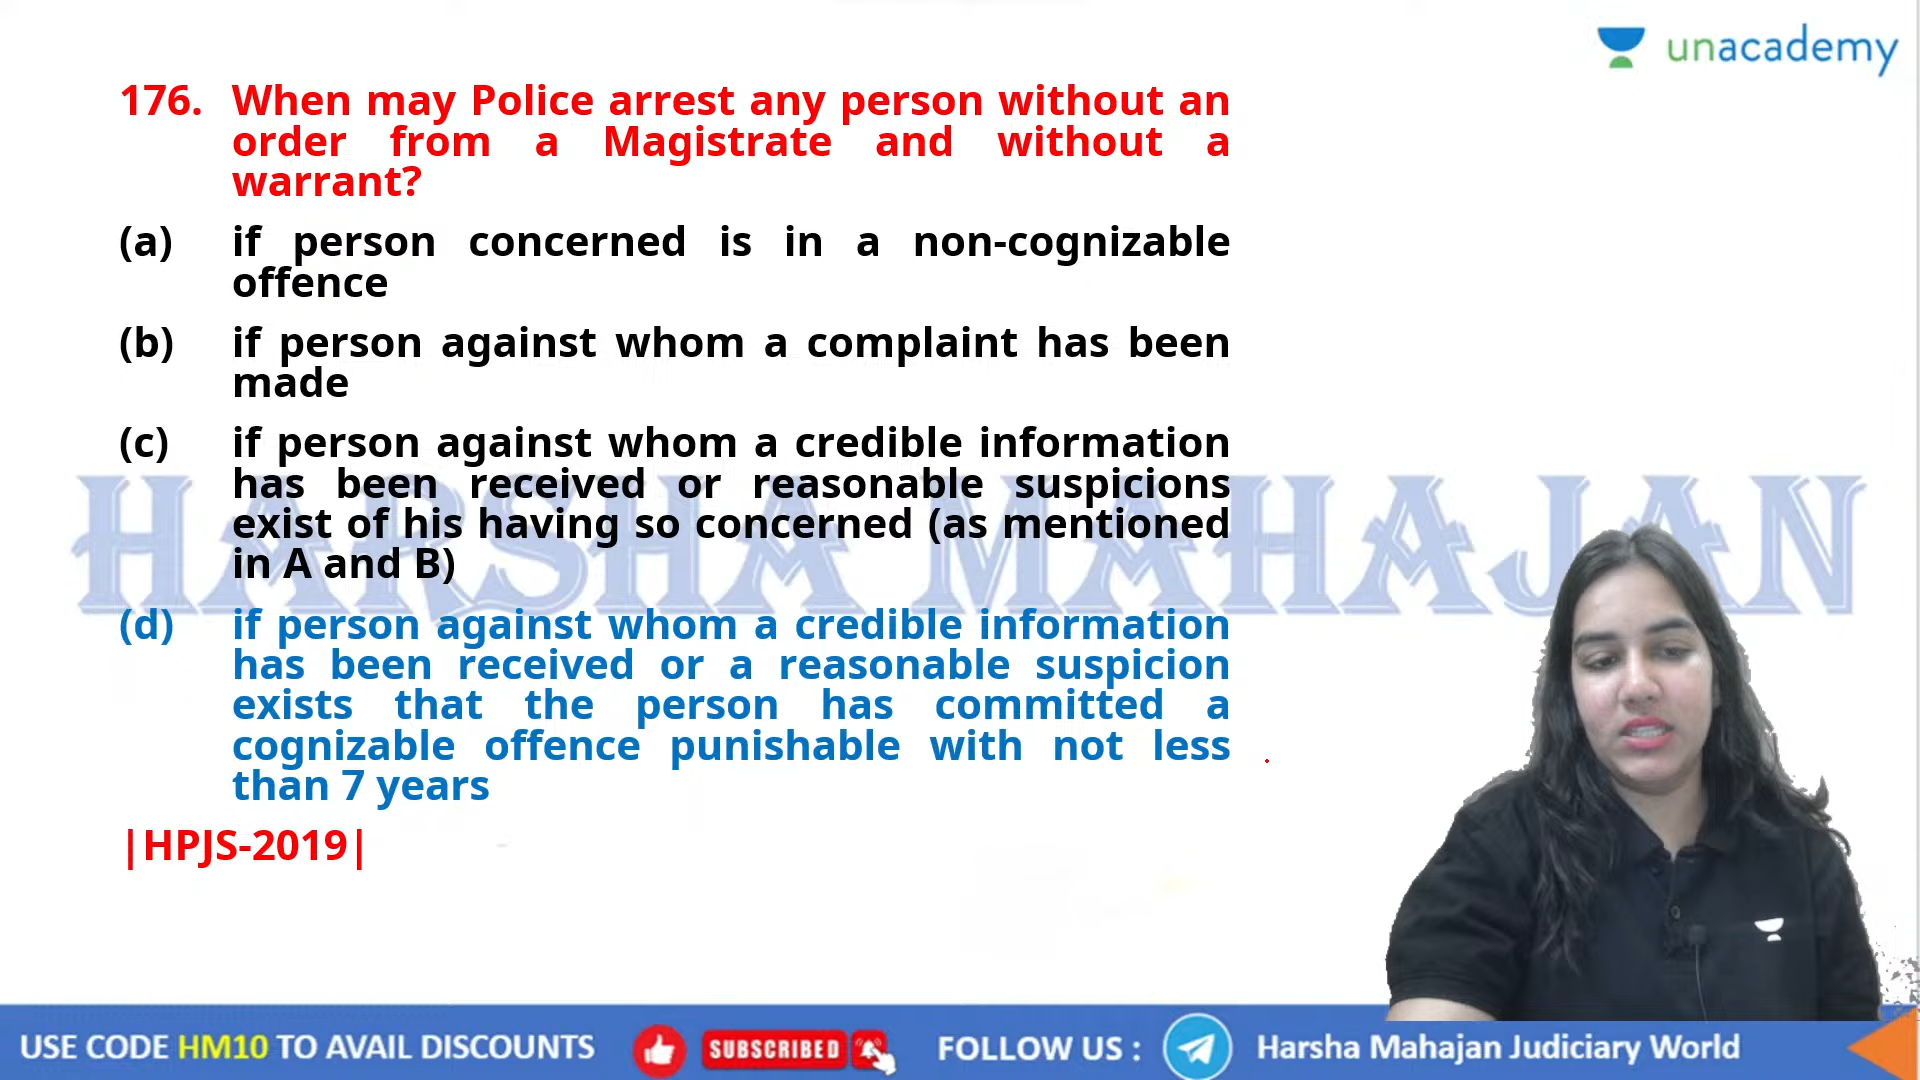 unacademy
176. When may Police arrest any person without an
order from a Magistrate and without a
warrant?
(a) if person concerned is in a non-cognizable
offence
(b) if person against whom a complaint has been
made
(c) if person against whom a credible information
has been received or reasonable suspicions
exist of his having so concerned (as mentioned
in A and B)
HARSHA MAHAJAN
(d) if person against whom a credible information
has been received or a reasonable suspicion
exists that the person has committed a
cognizable offence punishable with not less
than 7 years
|HPJS-2019|
USE CODE HM10 TO AVAIL DISCOUNTS SUBSCRIBED FOLLOW US : Harsha Mahajan Judiciary World